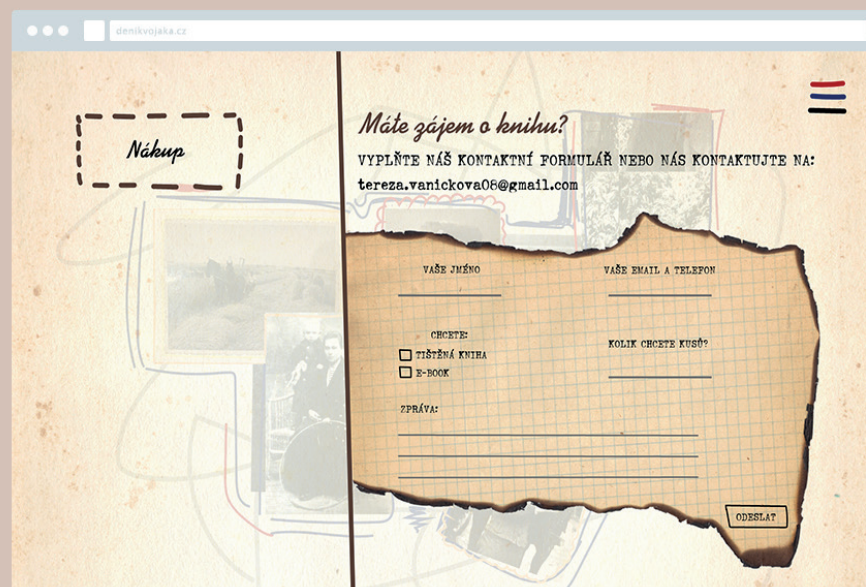 denikvojaka.cz
Nákup
Máte zájem o knihu?
VYPLŇTE NÁŠ KONTAKTNÍ FORMULÁŘ NEBO NÁS KONTAKTUJTE NA:
tereza.vanickova08@gmail.com
VAŠE JMÉNO
VAŠE EMAIL A TELEFON
CHCETE:
TIŠTĚNÁ KNIHA
E-BOOK
KOLIK CHCETE KUSŮ?
ZPRÁVA:
ODESLAT